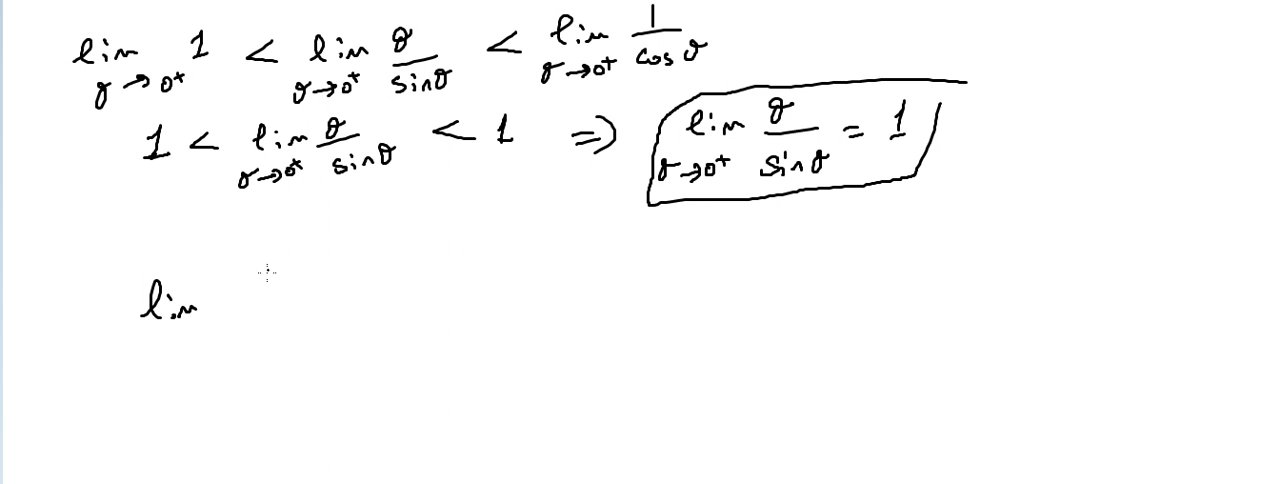 lim θ→0⁺ 1 < lim θ→0⁺ θ/sinθ < lim θ→0⁺ 1/cosθ
1 < lim θ→0⁺ θ/sinθ < 1 ⇒ lim θ→0⁺ θ/sinθ = 1
lim